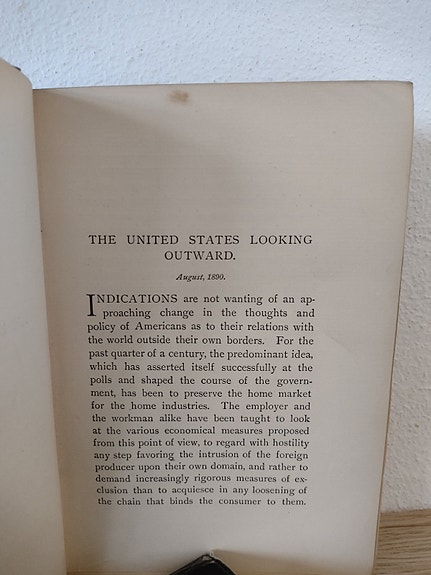 THE UNITED STATES LOOKING
OUTWARD.
August, 1890.
INDICATIONS are not wanting of an ap-
proaching change in the thoughts and
policy of Americans as to their relations with
the world outside their own borders. For the
past quarter of a century, the predominant idea,
which has asserted itself successfully at the
polls and shaped the course of the govern-
ment, has been to preserve the home market
for the home industries. The employer and
the workman alike have been taught to look
at the various economical measures proposed
from this point of view, to regard with hostility
any step favoring the intrusion of the foreign
producer upon their own domain, and rather to
demand increasingly rigorous measures of ex-
clusion than to acquiesce in any loosening of
the chain that binds the consumer to them.